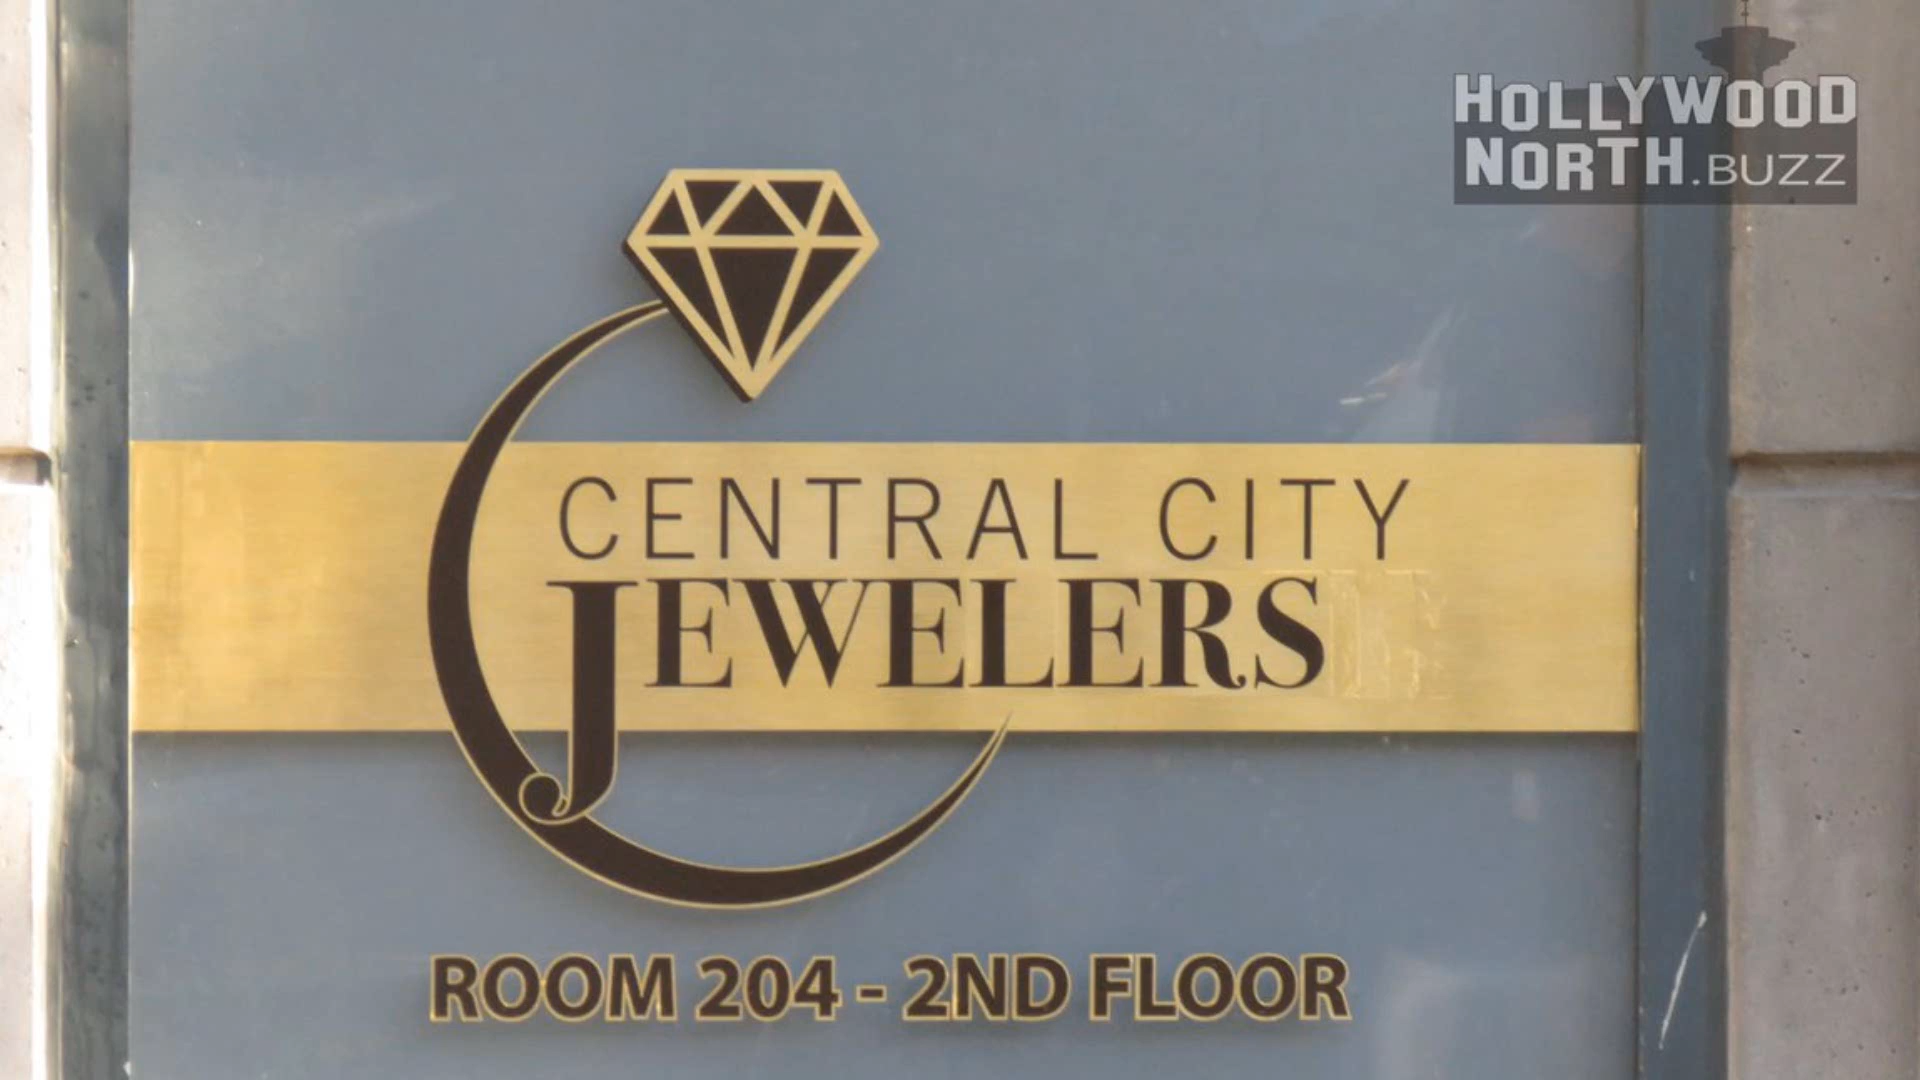 HOLLYWOOD
NORTH.BUZZ
CENTRAL CITY
JEWELERS
ROOM 204 - 2ND FLOOR